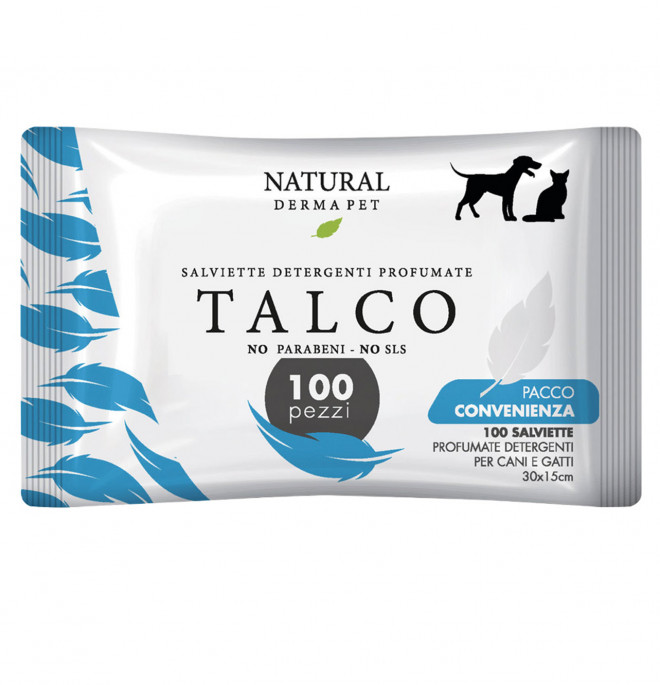 NATURAL
DERMA PET
SALVIETTE DETERGENTI PROFUMATE
TALCO
NO PARABENI - NO SLS
100
pezzi
PACCO
CONVENIENZA
100 SALVIETTE
PROFUMATE DETERGENTI
PER CANI E GATTI
30x15cm